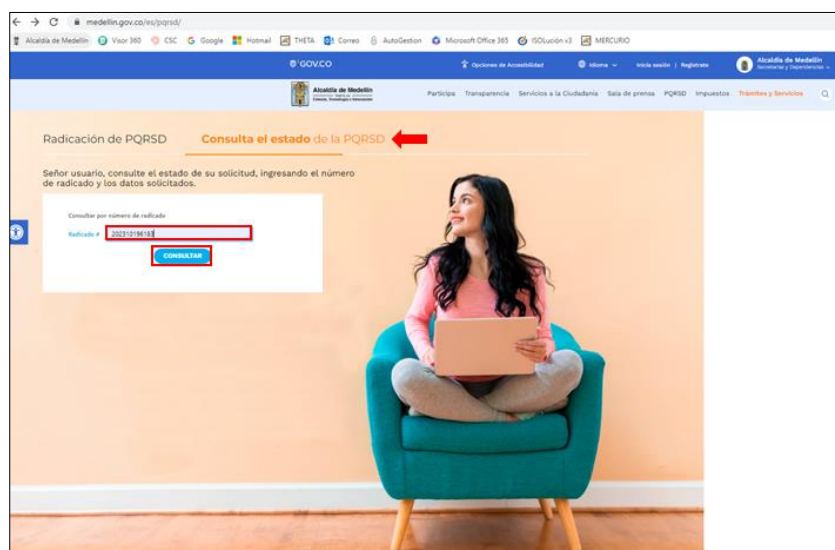 medellin.gov.co/es/pqrsd/
Alcaldía de Medellín Visor 360 CSC Google Hotmail THETA Correo AutoGestion Microsoft Office 365 ISOLución v3 MERCURIO
GOV.CO Opciones de Accesibilidad Idioma Inicia sesión | Regístrate Alcaldía de Medellín
Secretarías y Dependencias
Alcaldía de Medellín
Participa Transparencia Servicios a la Ciudadanía Sala de prensa PQRSD Impuestos Trámites y Servicios
Radicación de PQRSD Consulta el estado de la PQRSD
Señor usuario, consulte el estado de su solicitud, ingresando el número
de radicado y los datos solicitados.
Consultar por número de radicado
Radicado # 202310196183
CONSULTAR